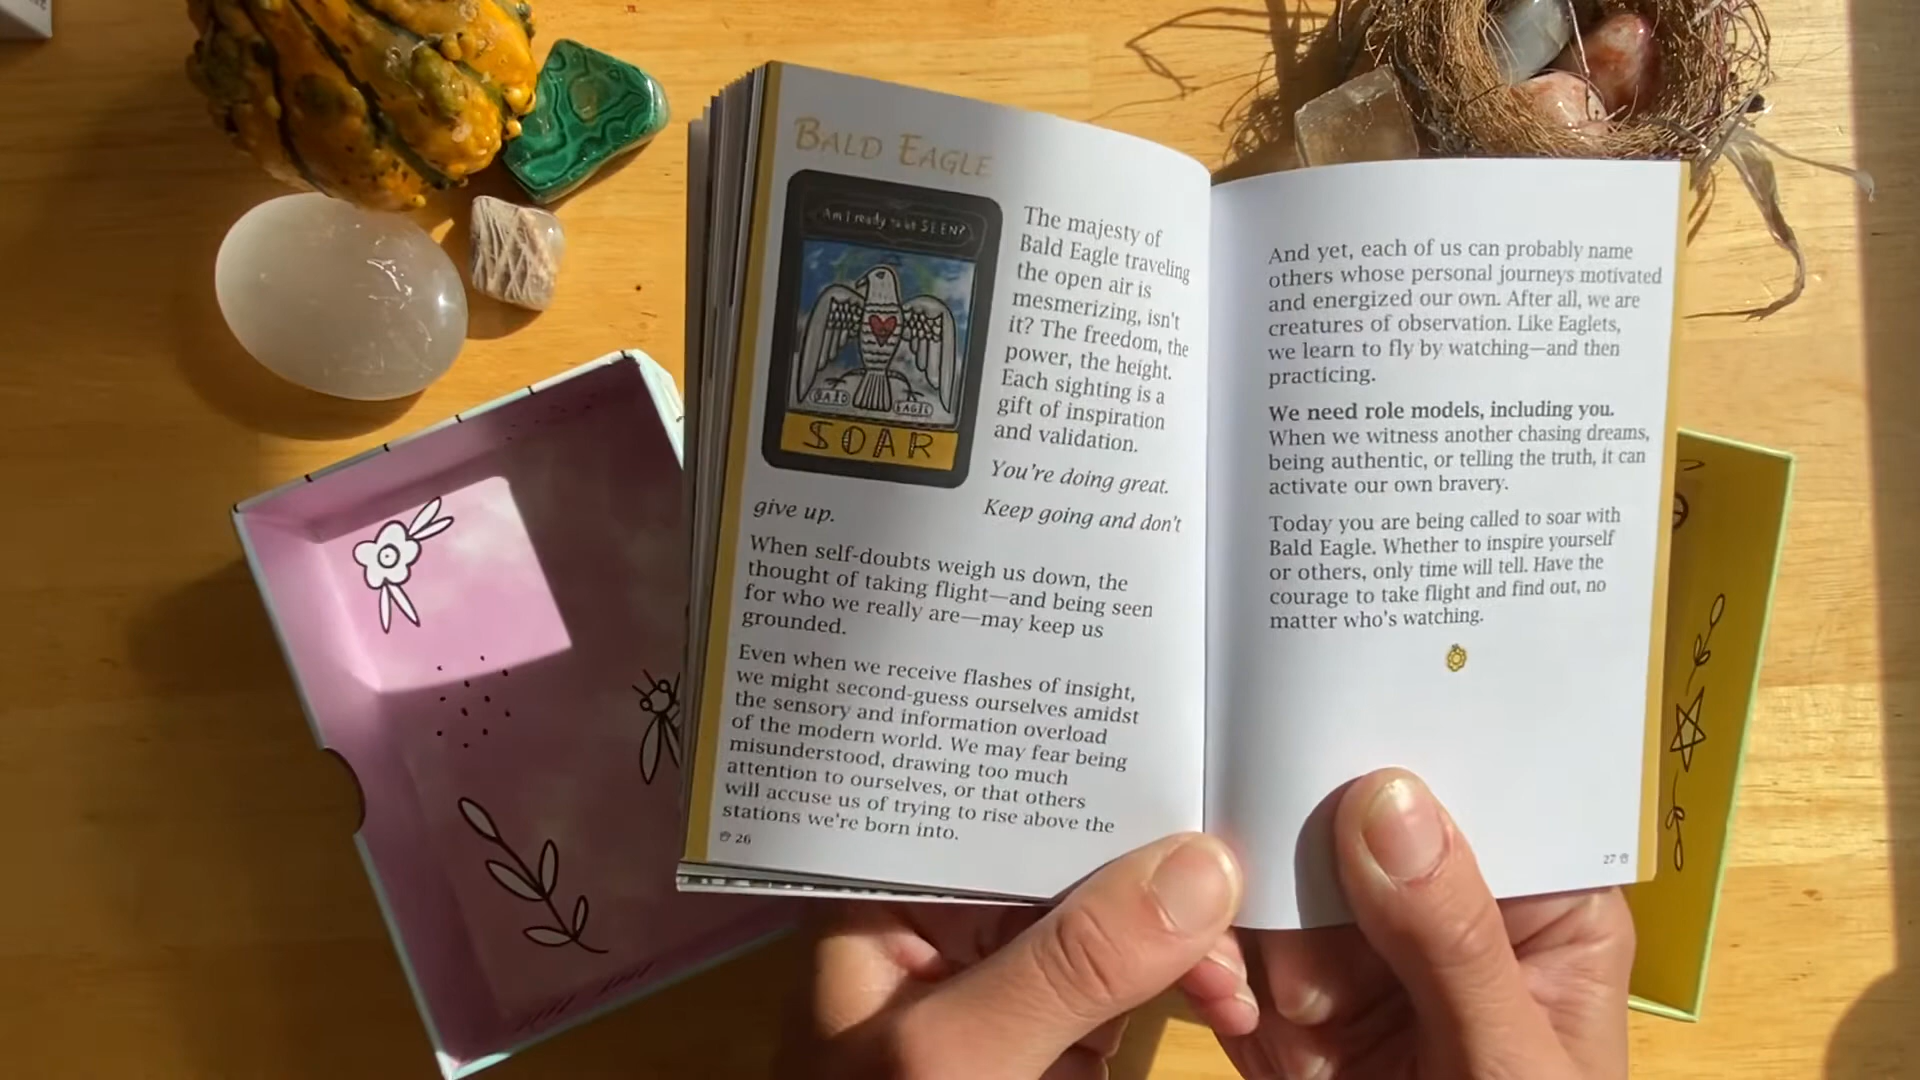 BALD EAGLE
Am I ready to be SEEN?
BALD
EAGLE
SOAR
The majesty of
Bald Eagle traveling
the open air is
mesmerizing, isn't
it? The freedom, the
power, the height.
Each sighting is a
gift of inspiration
and validation.
You're doing great.
Keep going and don't
give up.
When self-doubts weigh us down, the
thought of taking flight—and being seen
for who we really are—may keep us
grounded.
Even when we receive flashes of insight,
we might second-guess ourselves amidst
the sensory and information overload
of the modern world. We may fear being
misunderstood, drawing too much
attention to ourselves, or that others
will accuse us of trying to rise above the
stations we're born into.
26
And yet, each of us can probably name
others whose personal journeys motivated
and energized our own. After all, we are
creatures of observation. Like Eaglets,
we learn to fly by watching—and then
practicing.
We need role models, including you.
When we witness another chasing dreams,
being authentic, or telling the truth, it can
activate our own bravery.
Today you are being called to soar with
Bald Eagle. Whether to inspire yourself
or others, only time will tell. Have the
courage to take flight and find out, no
matter who's watching.
27